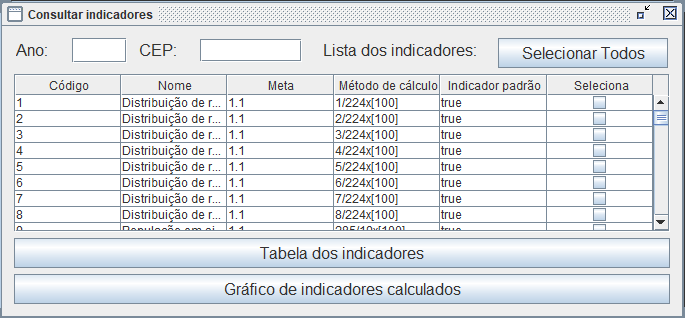 Consultar indicadores
Ano: CEP: Lista dos indicadores: Selecionar Todos
Código Nome Meta Método de cálculo Indicador padrão Seleciona
1 Distribuição de r... 1.1 1/224x[100] true
2 Distribuição de r... 1.1 2/224x[100] true
3 Distribuição de r... 1.1 3/224x[100] true
4 Distribuição de r... 1.1 4/224x[100] true
5 Distribuição de r... 1.1 5/224x[100] true
6 Distribuição de r... 1.1 6/224x[100] true
7 Distribuição de r... 1.1 7/224x[100] true
8 Distribuição de r... 1.1 8/224x[100] true
9 População em si... 1.1 true
Tabela dos indicadores
Gráfico de indicadores calculados